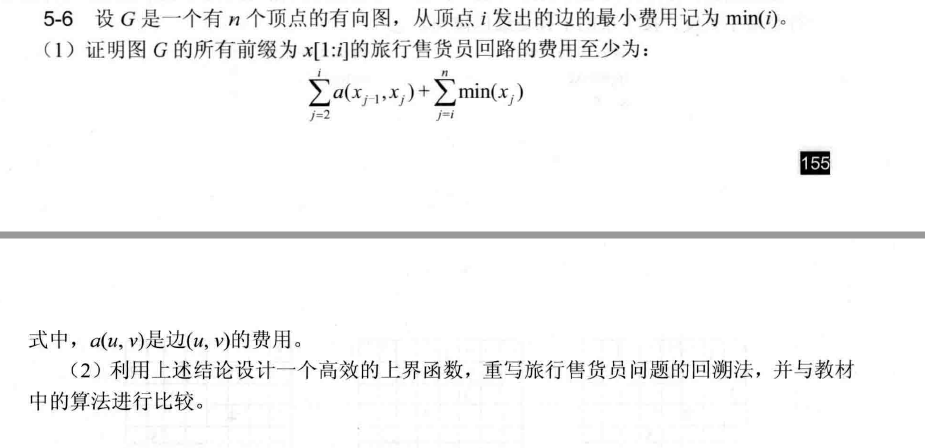 5-6 设 G 是一个有 n 个顶点的有向图，从顶点 i 发出的边的最小费用记为 min(i)。
（1）证明图 G 的所有前缀为 x[1:i]的旅行售货员回路的费用至少为：
$\sum_{j=2}^{i} a(x_{j-1}, x_j) + \sum_{j=i}^{n} \min(x_j)$
155
式中，a(u, v)是边(u, v)的费用。
（2）利用上述结论设计一个高效的上界函数，重写旅行售货员问题的回溯法，并与教材
中的算法进行比较。